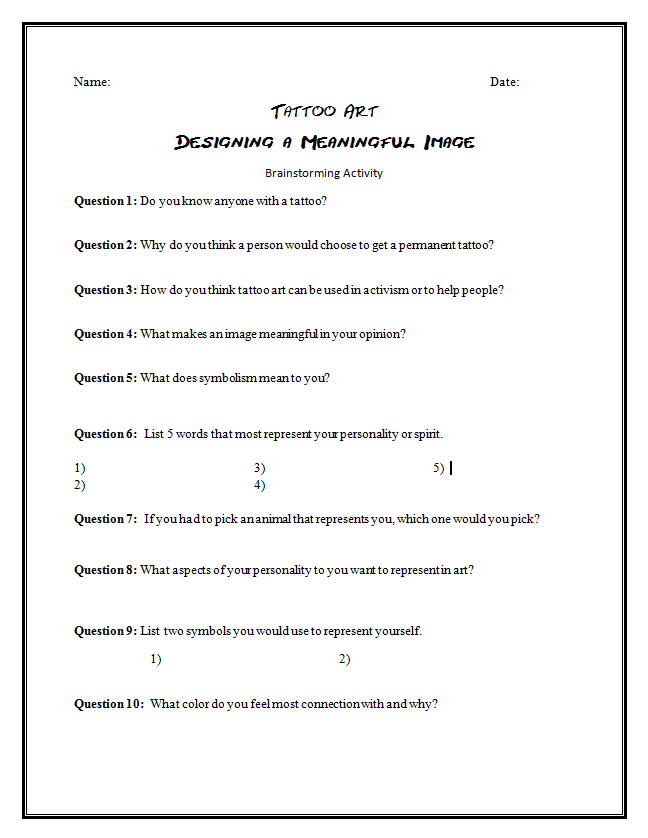 Name: Date:
Tattoo Art
Designing a Meaningful Image
Brainstorming Activity
Question 1: Do you know anyone with a tattoo?
Question 2: Why do you think a person would choose to get a permanent tattoo?
Question 3: How do you think tattoo art can be used in activism or to help people?
Question 4: What makes an image meaningful in your opinion?
Question 5: What does symbolism mean to you?
Question 6: List 5 words that most represent your personality or spirit.
1) 3) 5)
2) 4)
Question 7: If you had to pick an animal that represents you, which one would you pick?
Question 8: What aspects of your personality to you want to represent in art?
Question 9: List two symbols you would use to represent yourself.
1) 2)
Question 10: What color do you feel most connection with and why?